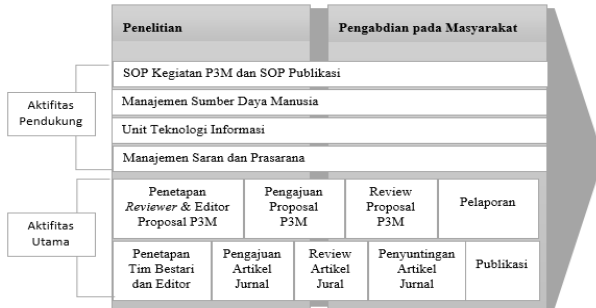 Penelitian
Pengabdian pada Masyarakat
Aktifitas
Pendukung
SOP Kegiatan P3M dan SOP Publikasi
Manajemen Sumber Daya Manusia
Unit Teknologi Informasi
Manajemen Saran dan Prasarana
Aktifitas
Utama
Penetapan
Reviewer & Editor
Proposal P3M
Pengajuan
Proposal
P3M
Review
Proposal
P3M
Pelaporan
Penetapan
Tim Bestari
dan Editor
Pengajuan
Artikel
Jurnal
Review
Artikel
Jural
Penyuntingan
Artikel
Jurnal
Publikasi